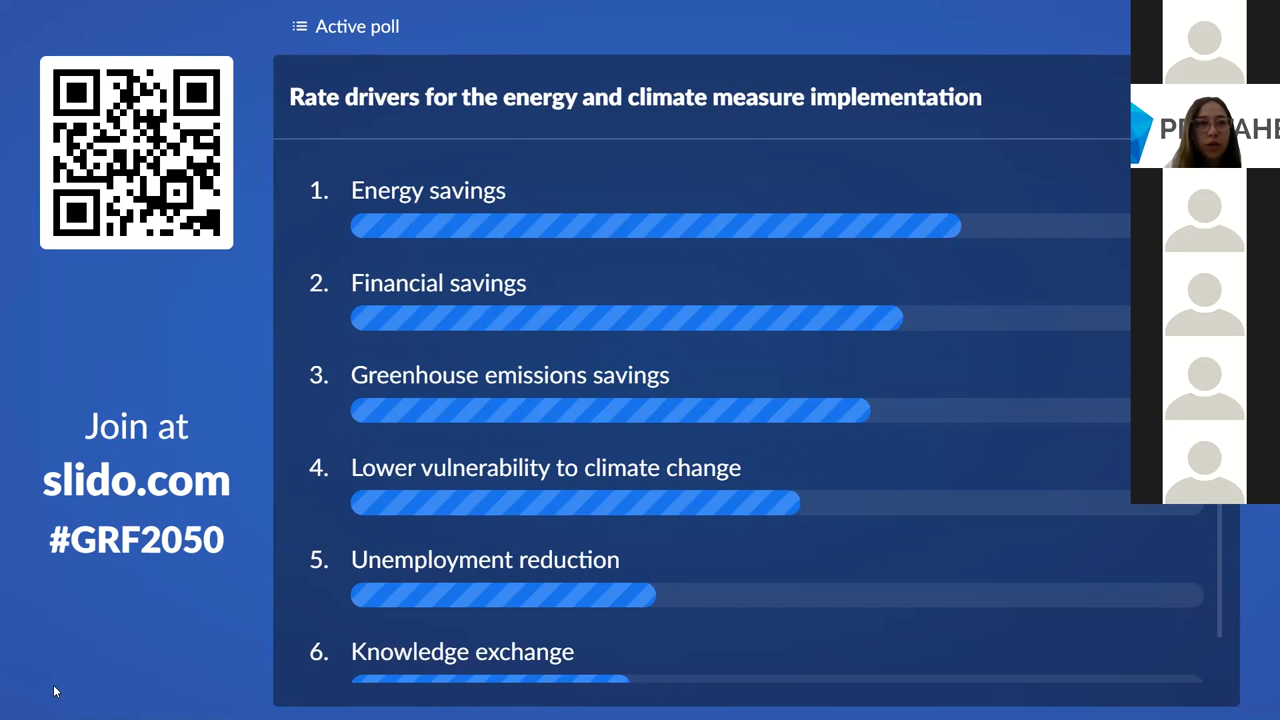 Active poll
Rate drivers for the energy and climate measure implementation
1. Energy savings
2. Financial savings
3. Greenhouse emissions savings
4. Lower vulnerability to climate change
5. Unemployment reduction
6. Knowledge exchange
Join at
slido.com
#GRF2050